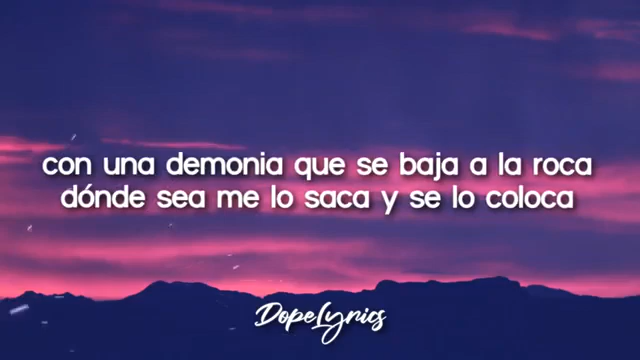 con una demonia que se baja a la roca
dónde sea me lo saca y se lo coloca
DopeLyrics